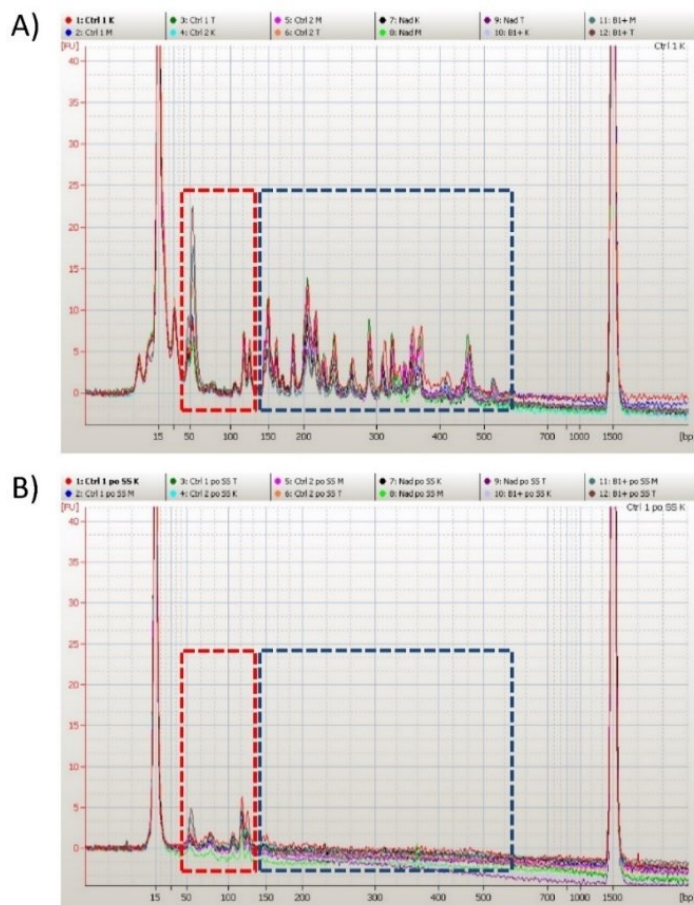 A)
1: Ctrl 1 K 3: Ctrl 1 T 5: Ctrl 2 M 7: Nad K 9: Nad T 11: B1+ M
2: Ctrl 1 M 4: Ctrl 2 K 6: Ctrl 2 T 8: Nad M 10: B1+ K 12: B1+ T
[FU] Ctrl 1 K
40
35
30
25
20
15
10
5
0
15 50 100 150 200 300 400 500 700 1000 1500 [bp
B)
1: Ctrl 1 po SS K 3: Ctrl 1 po SS T 5: Ctrl 2 po SS M 7: Nad po SS K 9: Nad po SS T 11: B1+ po SS M
2: Ctrl 1 po SS M 4: Ctrl 2 po SS K 6: Ctrl 2 po SS T 8: Nad po SS M 10: B1+ po SS K 12: B1+ po SS T
[FU] Ctrl 1 po SS K
40
35
30
25
20
15
10
5
0
15 50 100 150 200 300 400 500 700 1000 1500 [bp